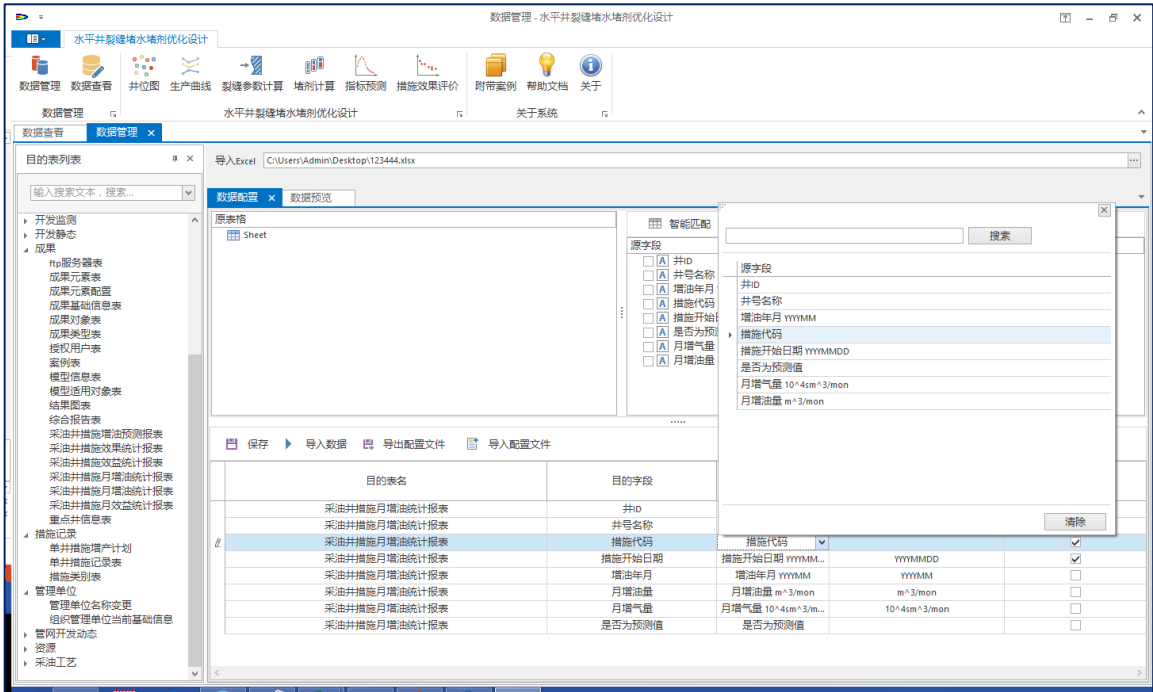 数据管理 - 水平井裂缝堵水堵剂优化设计
水平井裂缝堵水堵剂优化设计
数据管理 数据查看 井位图 生产曲线 裂缝参数计算 堵剂计算 指标预测 措施效果评价 附带案例 帮助文档 关于
数据管理 水平井裂缝堵水堵剂优化设计 关于系统
数据查看 数据管理
目的表列表
导入Excel C:\Users\Admin\Desktop\123444.xlsx
输入搜索文本，搜索...
数据配置 数据预览
开发监测
开发静态
成果
ftp服务器表
成果元素表
成果元素配置
成果基础信息表
成果对象表
成果类型表
授权用户表
案例表
模型信息表
模型适用对象表
结果图表
综合报告表
采油井措施增油预测报表
采油井措施效果统计报表
采油井措施效益统计报表
采油井措施月增油统计报表
采油井措施月增油统计报表
采油井措施月效益统计报表
重点井信息表
措施记录
单井措施增产计划
单井措施记录表
措施类别表
管理单位
管理单位名称变更
组织管理单位当前基础信息
管网开发动态
资源
采油工艺
原表格
Sheet
智能匹配
源字段
井ID
井号名称
增油年月
措施代码
措施开始
是否为预
月增气量
月增油量
搜索
源字段
井ID
井号名称
增油年月 YYYYMM
措施代码
措施开始日期 YYYYMMDD
是否为预测值
月增气量 10^4sm^3/mon
月增油量 m^3/mon
清除
保存 导入数据 导出配置文件 导入配置文件
目的表名 目的字段
采油井措施月增油统计报表 井ID
采油井措施月增油统计报表 井号名称
采油井措施月增油统计报表 措施代码 措施代码
采油井措施月增油统计报表 措施开始日期 措施开始日期 YYYYMM... YYYYMMDD
采油井措施月增油统计报表 增油年月 增油年月 YYYYMM YYYYMM
采油井措施月增油统计报表 月增油量 月增油量 m^3/mon m^3/mon
采油井措施月增油统计报表 月增气量 月增气量 10^4sm^3/m... 10^4sm^3/mon
采油井措施月增油统计报表 是否为预测值 是否为预测值